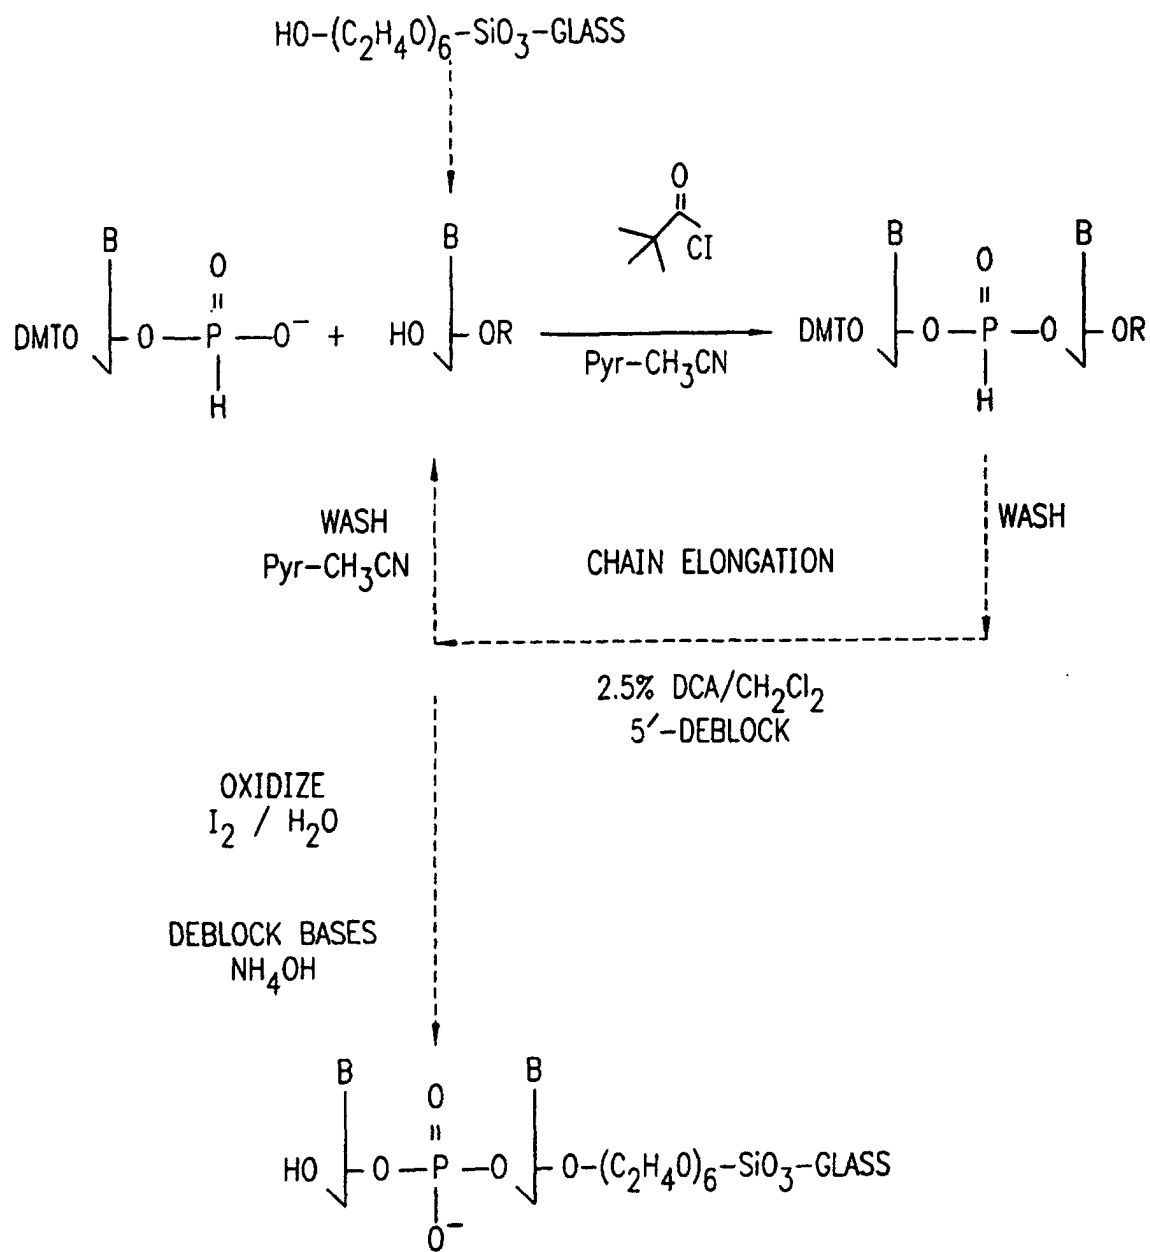 HO-(C₂H₄O)₆-SiO₃-GLASS
O
B B CI B B
O O
DMTO O P O⁻ + HO OR DMTO O P O OR
Pyr-CH₃CN
H H
WASH
Pyr-CH₃CN
CHAIN ELONGATION
WASH
2.5% DCA/CH₂Cl₂
5′-DEBLOCK
OXIDIZE
I₂ / H₂O
DEBLOCK BASES
NH₄OH
B B
O
HO O P O O-(C₂H₄O)₆-SiO₃-GLASS
O⁻